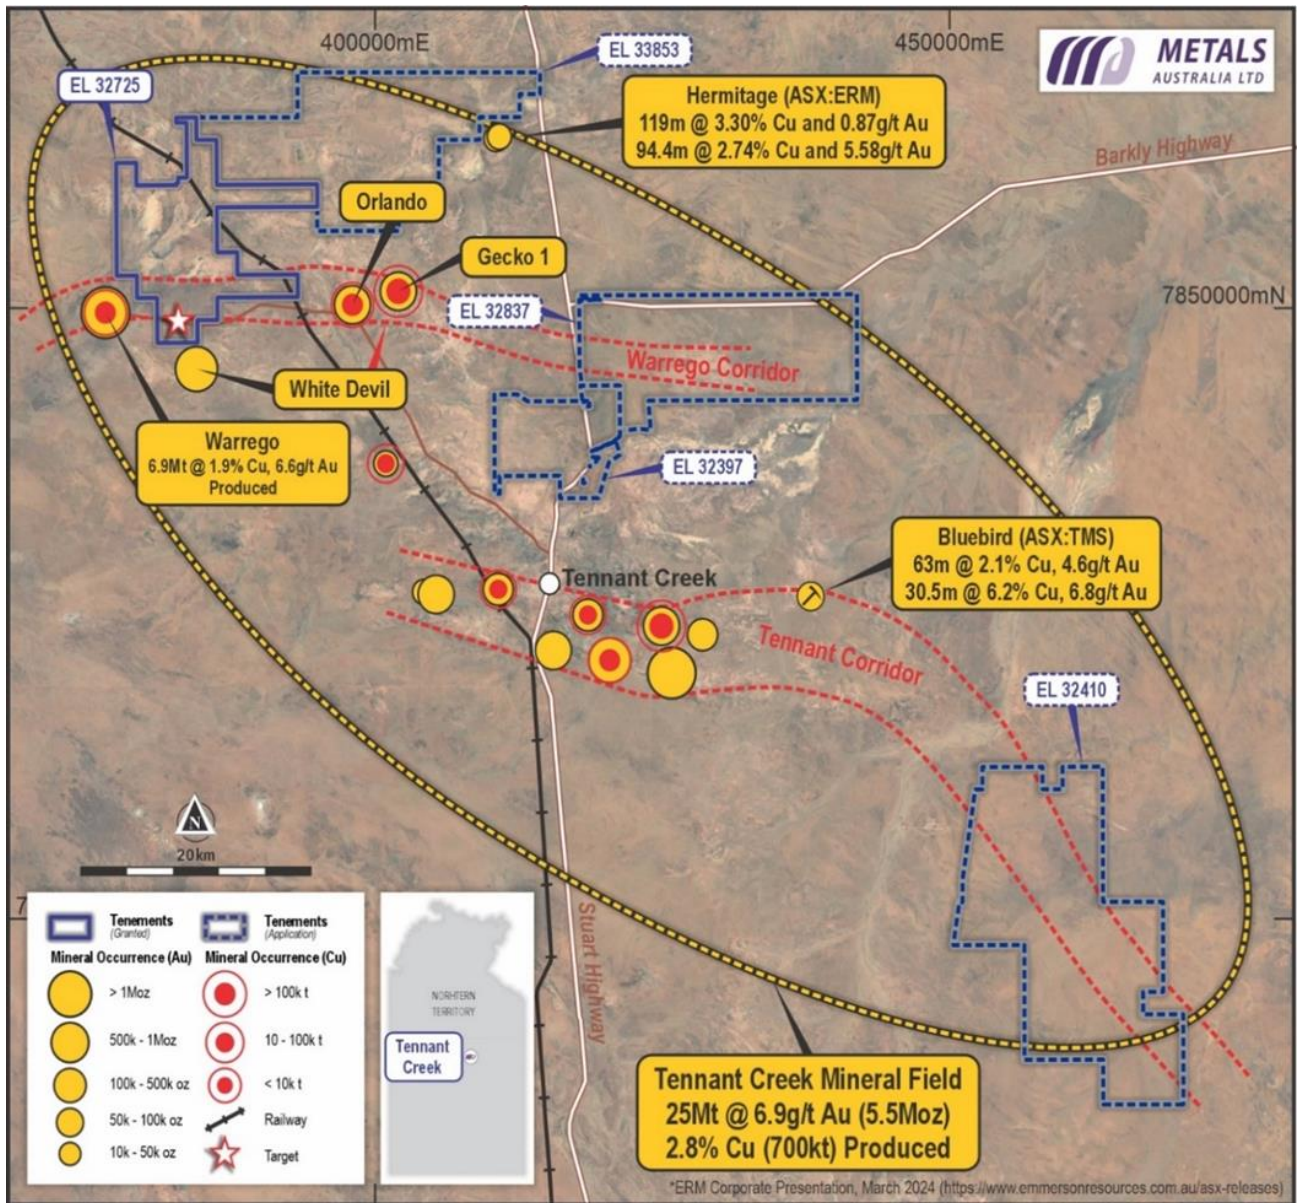 400000mE
450000mE
EL 33853
METALS
AUSTRALIA LTD
EL 32725
Hermitage (ASX:ERM)
119m @ 3.30% Cu and 0.87g/t Au
94.4m @ 2.74% Cu and 5.58g/t Au
Barkly Highway
Orlando
Gecko 1
7850000mN
EL 32837
Warrego Corridor
White Devil
Warrego
6.9Mt @ 1.9% Cu, 6.6g/t Au
Produced
EL 32397
Bluebird (ASX:TMS)
63m @ 2.1% Cu, 4.6g/t Au
30.5m @ 6.2% Cu, 6.8g/t Au
Tennant Creek
Tennant Corridor
EL 32410
N
20km
7
Stuart Highway
Tenements
(Granted)
Tenements
(Application)
Mineral Occurrence (Au)
Mineral Occurrence (Cu)
> 1Moz
> 100k t
500k - 1Moz
10 - 100k t
100k - 500k oz
< 10k t
50k - 100k oz
Railway
10k - 50k oz
Target
NORHTERN
TERRITORY
Tennant
Creek
Tennant Creek Mineral Field
25Mt @ 6.9g/t Au (5.5Moz)
2.8% Cu (700kt) Produced
*ERM Corporate Presentation, March 2024 (https://www.emmersonresources.com.au/asx-releases)